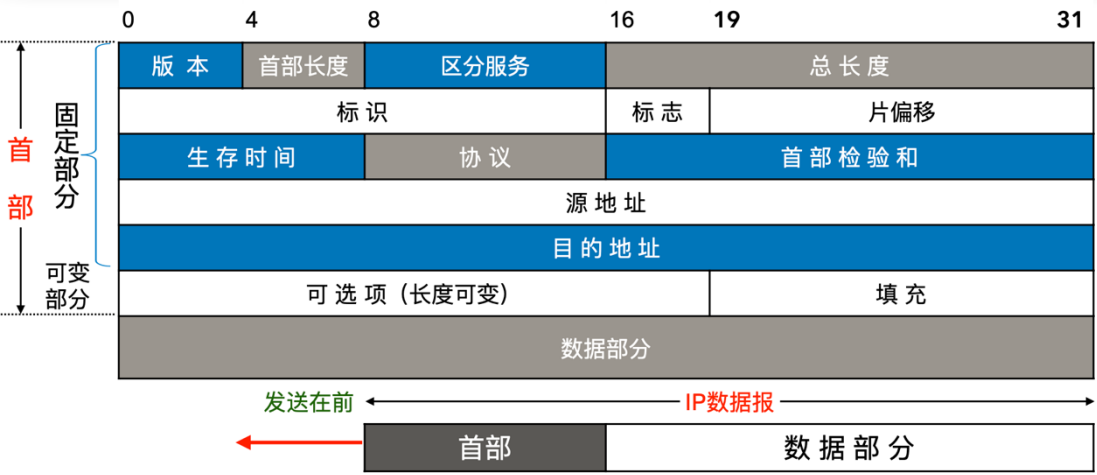 0 4 8 16 19 31
版 本 首部长度 区分服务 总 长 度
标 识 标 志 片偏移
生 存 时 间 协 议 首 部 检 验 和
源 地 址
目 的 地 址
可 选 项（长度可变） 填 充
数据部分
首 部
固定部分
可变
部分
发送在前 IP数据报
首部 数 据 部 分